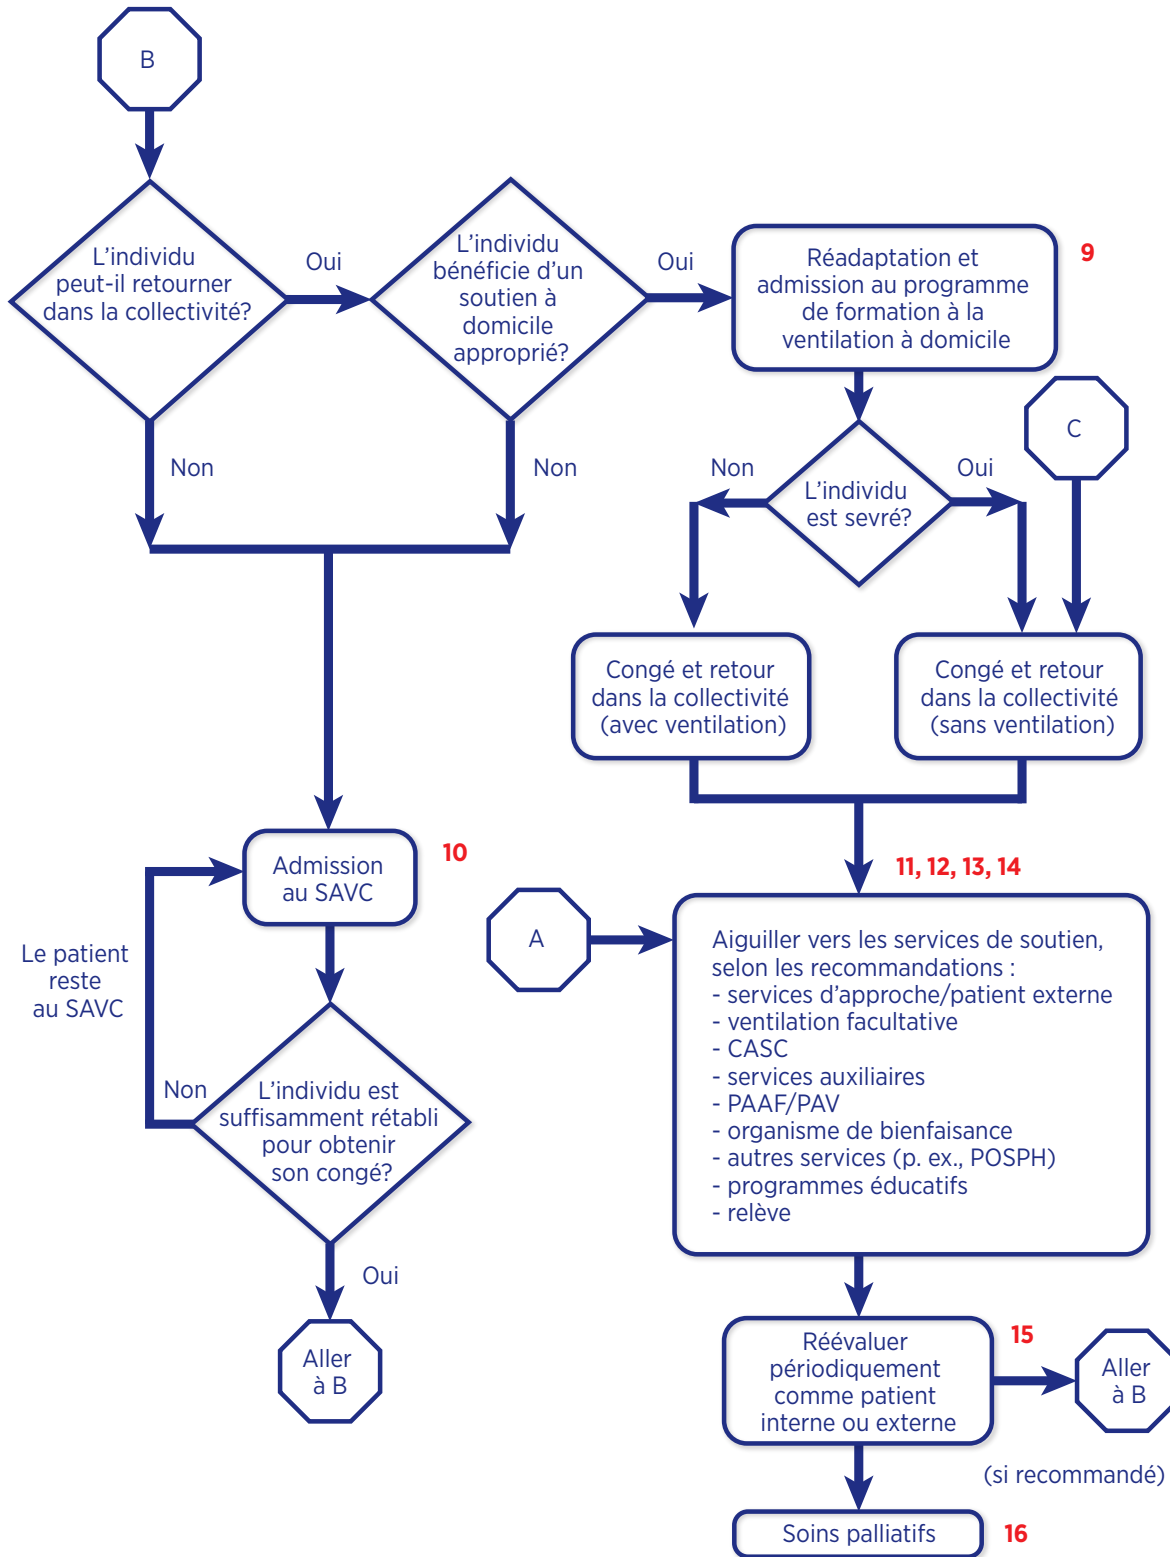 B
L'individu
peut-il retourner
dans la collectivité?
Oui
L'individu
bénéficie d'un
soutien à
domicile
approprié?
Oui
Réadaptation et
admission au programme
de formation à la
ventilation à domicile
9
Non
Non
C
Non
Oui
L'individu
est sevré?
Congé et retour
dans la collectivité
(avec ventilation)
Congé et retour
dans la collectivité
(sans ventilation)
Admission
au SAVC
10
Le patient
reste
au SAVC
Non
L'individu est
suffisamment rétabli
pour obtenir
son congé?
Oui
Aller
à B
11, 12, 13, 14
A
Aiguiller vers les services de soutien,
selon les recommandations :
- services d'approche/patient externe
- ventilation facultative
- CASC
- services auxiliaires
- PAAF/PAV
- organisme de bienfaisance
- autres services (p. ex., POSPH)
- programmes éducatifs
- relève
Réévaluer
périodiquement
comme patient
interne ou externe
15
Aller
à B
(si recommandé)
Soins palliatifs
16